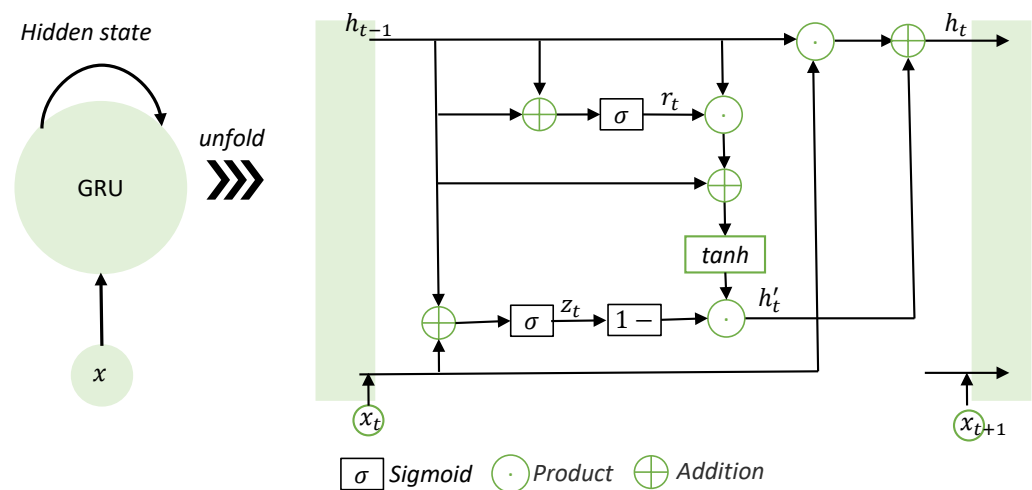 Hidden state
GRU
x
unfold
h_{t-1}
h_t
σ
r_t
tanh
σ
z_t
1 −
h'_t
x_t
x_{t+1}
σ Sigmoid
Product
Addition